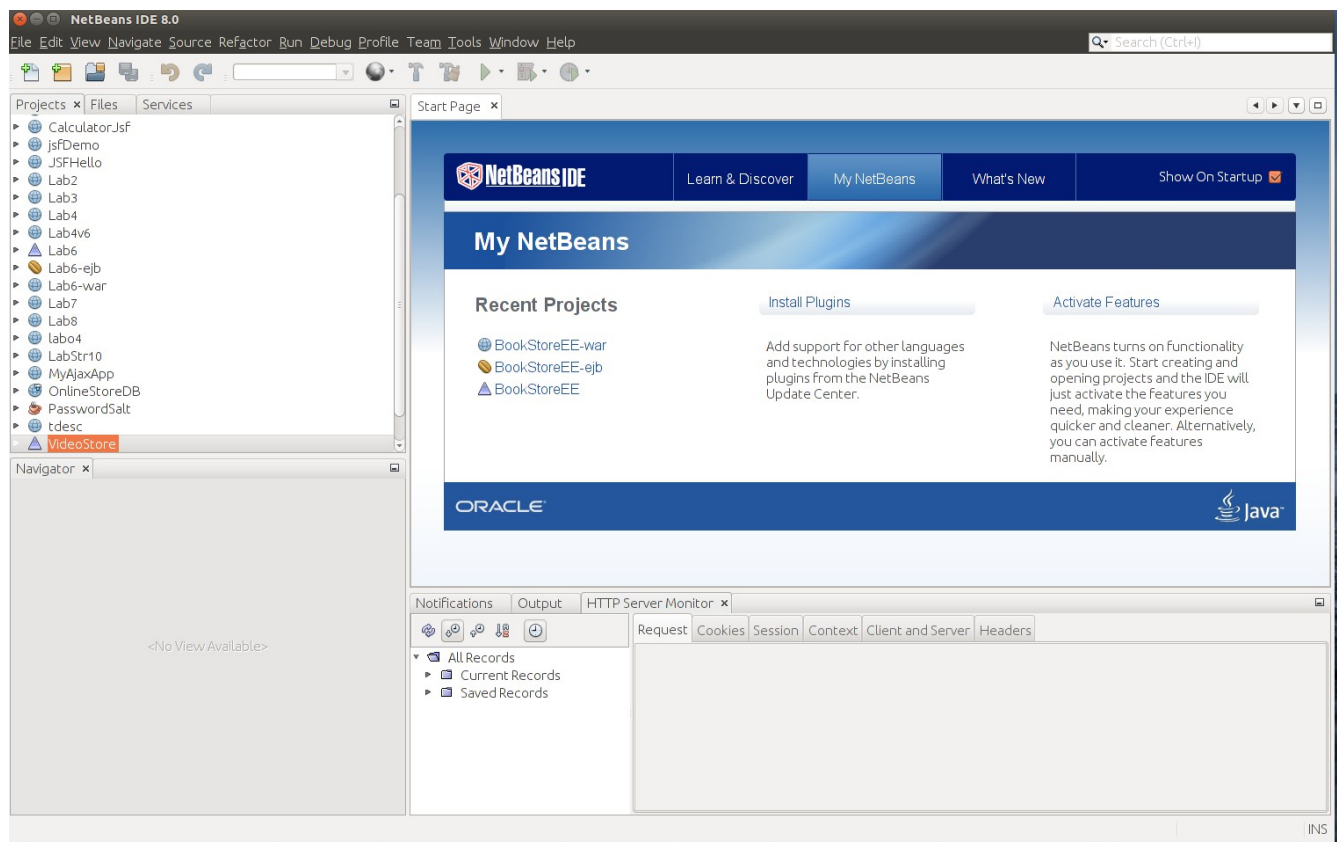 NetBeans IDE 8.0
File Edit View Navigate Source Refactor Run Debug Profile Team Tools Window Help
Search (Ctrl+I)
Projects Files Services
CalculatorJsf
jsfDemo
JSFHello
Lab2
Lab3
Lab4
Lab4v6
Lab6
Lab6-ejb
Lab6-war
Lab7
Lab8
labo4
LabStr10
MyAjaxApp
OnlineStoreDB
PasswordSalt
tdesc
VideoStore
Navigator
<No View Available>
Start Page
NetBeans IDE
Learn & Discover
My NetBeans
What's New
Show On Startup
My NetBeans
Recent Projects
BookStoreEE-war
BookStoreEE-ejb
BookStoreEE
Install Plugins
Add support for other languages
and technologies by installing
plugins from the NetBeans
Update Center.
Activate Features
NetBeans turns on functionality
as you use it. Start creating and
opening projects and the IDE will
just activate the features you
need, making your experience
quicker and cleaner. Alternatively,
you can activate features
manually.
ORACLE
Java
Notifications Output HTTP Server Monitor
Request Cookies Session Context Client and Server Headers
All Records
Current Records
Saved Records
INS